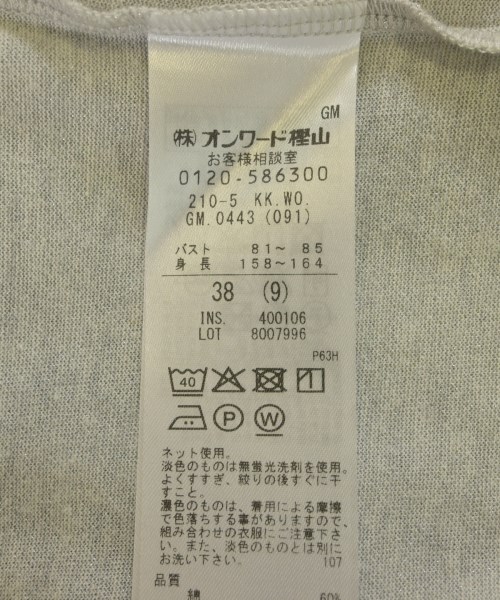 GM
(株)オンワード樫山
お客様相談室
0120-586300
210-5 KK.WO.
GM.0443 (091)
バスト 81～ 85
身長 158～164
38 (9)
INS. 400106
LOT 8007996
P63H
40
P W
ネット使用。
淡色のものは無蛍光洗剤を使用。
よくすすぎ、絞りの後すぐに干
すこと。
濃色のものは、着用による摩擦
で色落ちする事がありますので、
組み合わせの衣服にご注意下さ
い。また、淡色のものとは別に
お洗い下さい。
107
品質
綿 60%